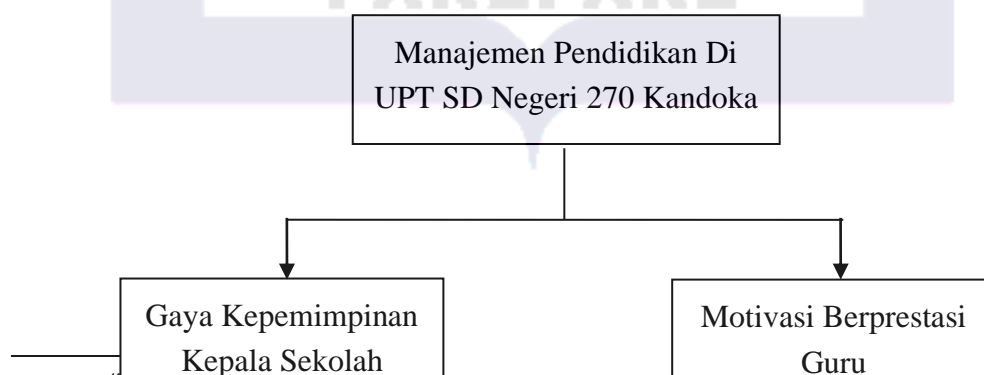 Manajemen Pendidikan Di
UPT SD Negeri 270 Kandoka
Gaya Kepemimpinan
Kepala Sekolah
Motivasi Berprestasi
Guru